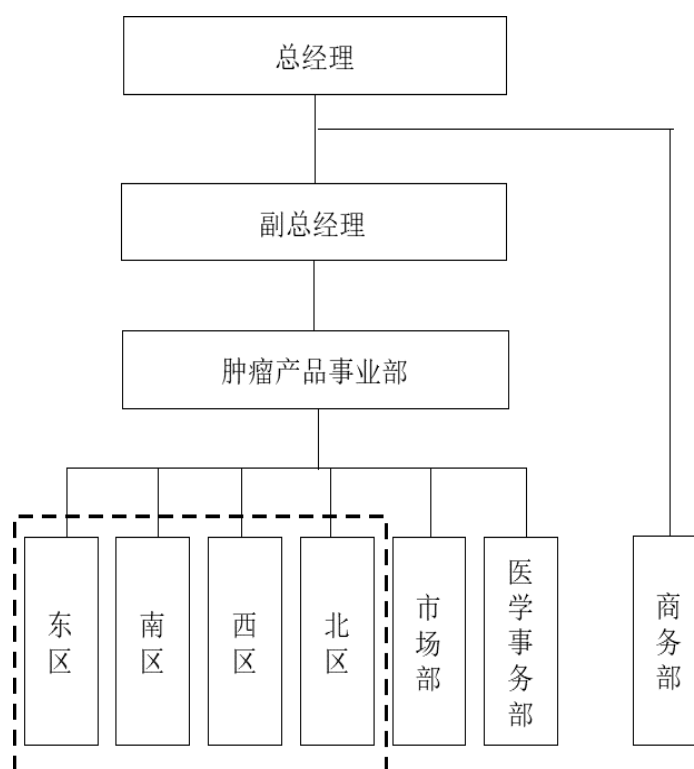 总经理
副总经理
肿瘤产品事业部
东区
南区
西区
北区
市场部
医学事务部
商务部